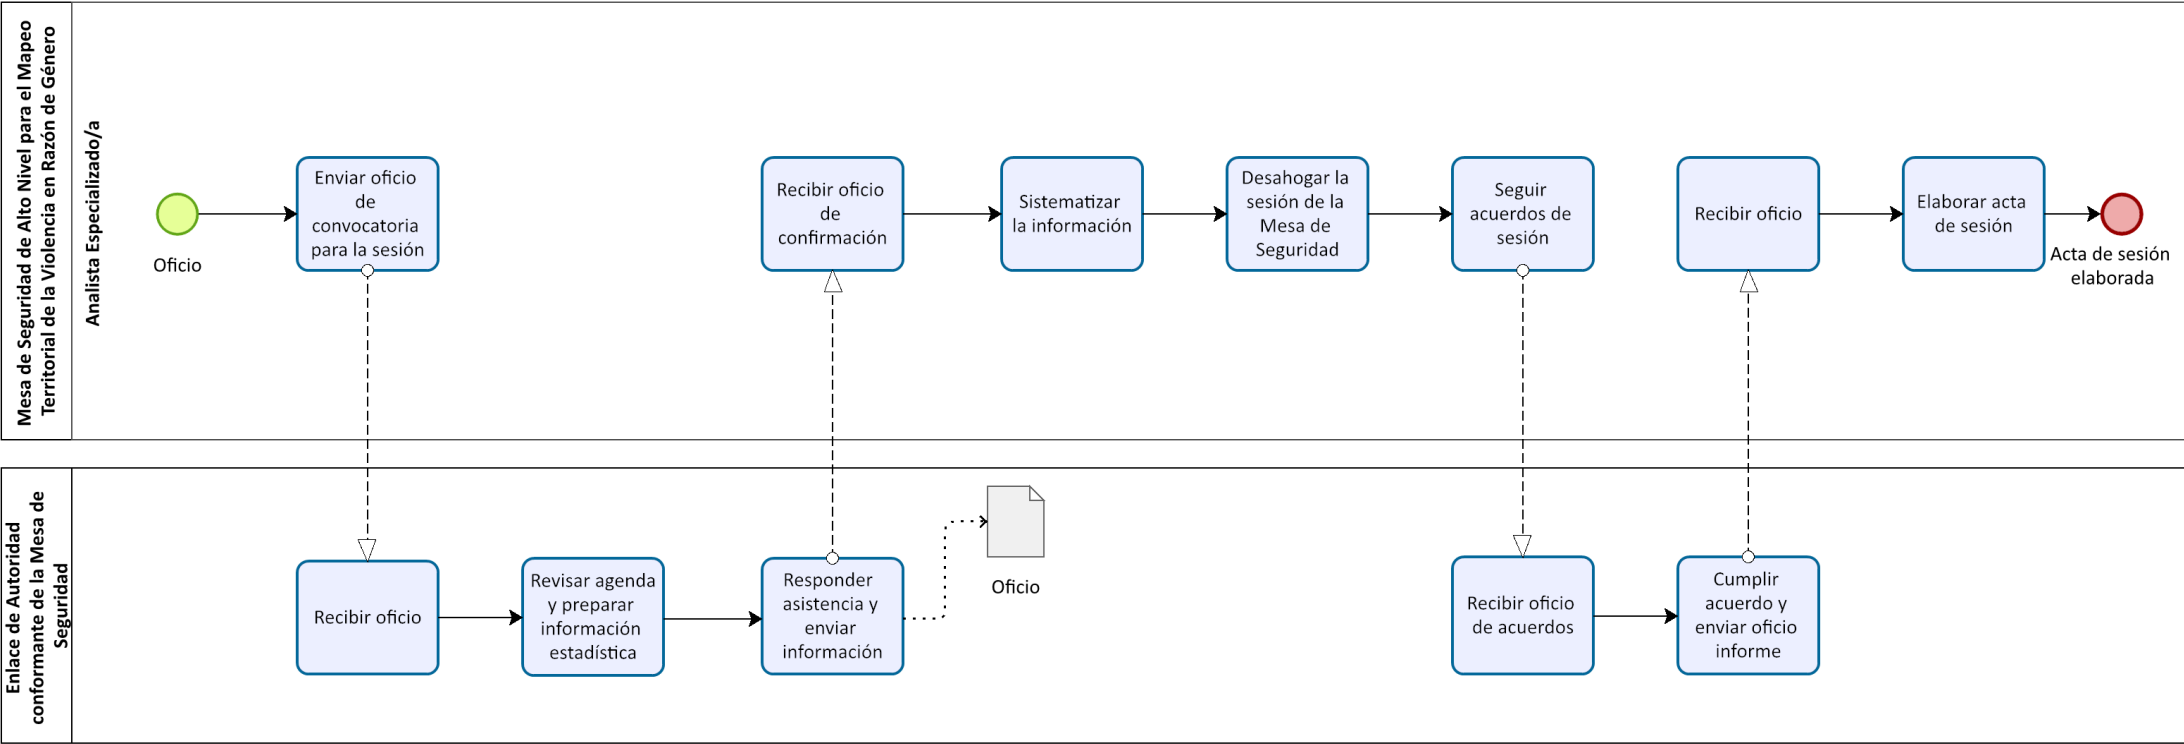 Mesa de Seguridad de Alto Nivel para el Mapeo
Territorial de la Violencia en Razón de Género
Analista Especializado/a
Oficio
Enviar oficio
de
convocatoria
para la sesión
Recibir oficio
de
confirmación
Sistematizar
la información
Desahogar la
sesión de la
Mesa de
Seguridad
Seguir
acuerdos de
sesión
Recibir oficio
Elaborar acta
de sesión
Acta de sesión
elaborada
Enlace de Autoridad
conformante de la Mesa de
Seguridad
Recibir oficio
Revisar agenda
y preparar
información
estadística
Responder
asistencia y
enviar
información
Oficio
Recibir oficio
de acuerdos
Cumplir
acuerdo y
enviar oficio
informe